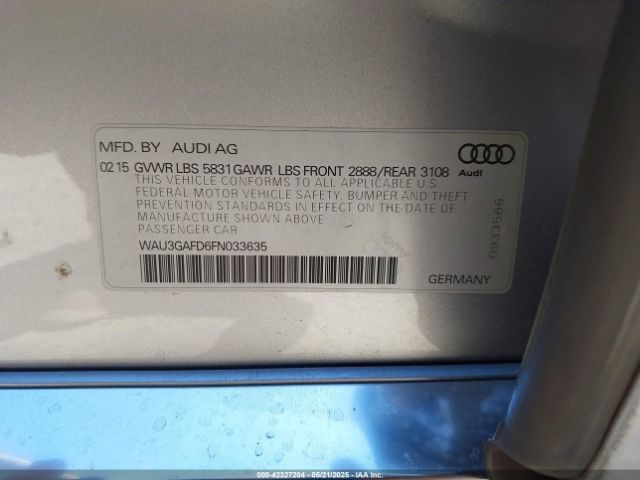 MFD. BY AUDI AG
02 15 GVWR LBS 5831 GAWR LBS FRONT 2888/REAR 3108
Audi
THIS VEHICLE CONFORMS TO ALL APPLICABLE U.S
FEDERAL MOTOR VEHICLE SAFETY, BUMPER AND THEFT
PREVENTION STANDARDS IN EFFECT ON THE DATE OF
MANUFACTURE SHOWN ABOVE
PASSENGER CAR
WAU3GAFD6FN033635
0933586
GERMANY
000-42327204 - 05/21/2025 - IAAI.COM